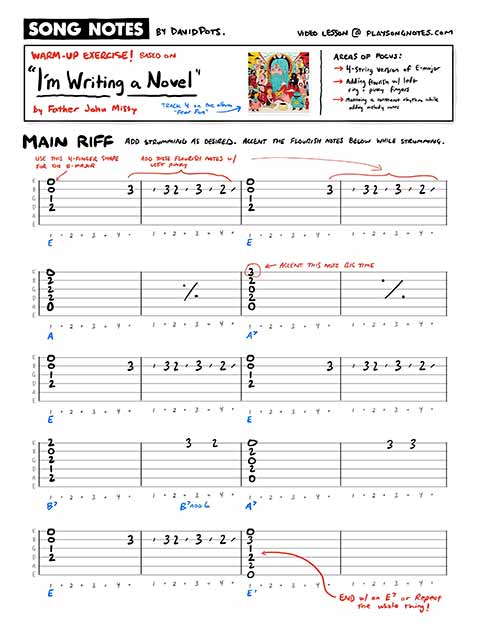 SONG NOTES BY DAVIDPOTS. VIDEO LESSON @ PLAYSONGNOTES.COM
WARM-UP EXERCISE! BASED ON
"I'm Writing a Novel"
by Father John Misty
TRACK 4 on the album
"Fear Fun"
AREAS OF FOCUS:
→ 4-String version of E-major
→ Adding flourish w/ left
ring + pinky fingers
→ Maintaining a constant rhythm while
adding melody notes
MAIN RIFF ADD STRUMMING AS DESIRED. ACCENT THE FLOURISH NOTES BELOW WHILE STRUMMING.
USE THIS 4-FINGER SHAPE
FOR THE E-MAJOR
ADD THESE FLOURISH NOTES w/
LEFT PINKY
E B G D A E
0 0 1 2 3 3 2 3 2 0 0 1 2 3 3 2 3 2
1 + 2 + 3 + 4 + 1 + 2 + 3 + 4 + 1 + 2 + 3 + 4 + 1 + 2 + 3 + 4 +
E E
ACCENT THIS NOTE BIG TIME
E B G D A E
0 2 2 2 0 % 3 2 0 2 0 %
1 + 2 + 3 + 4 + 1 + 2 + 3 + 4 + 1 + 2 + 3 + 4 + 1 + 2 + 3 + 4 +
A A7
E B G D A E
0 0 1 2 3 3 2 3 2 0 0 1 2 3 3 2 3 2
1 + 2 + 3 + 4 + 1 + 2 + 3 + 4 + 1 + 2 + 3 + 4 + 1 + 2 + 3 + 4 +
E E
E B G D A E
2 0 2 1 2 3 2 0 2 0 2 0 3 3
1 + 2 + 3 + 4 + 1 + 2 + 3 + 4 + 1 + 2 + 3 + 4 + 1 + 2 + 3 + 4 +
B7 B7ADD6 A7
E B G D A E
0 0 1 2 3 3 2 3 2 0 3 1 2 2 0
1 + 2 + 3 + 4 + 1 + 2 + 3 + 4 + 1 + 2 + 3 + 4 + 1 + 2 + 3 + 4 +
E E7
END w/ an E7 or Repeat
the whole thing!